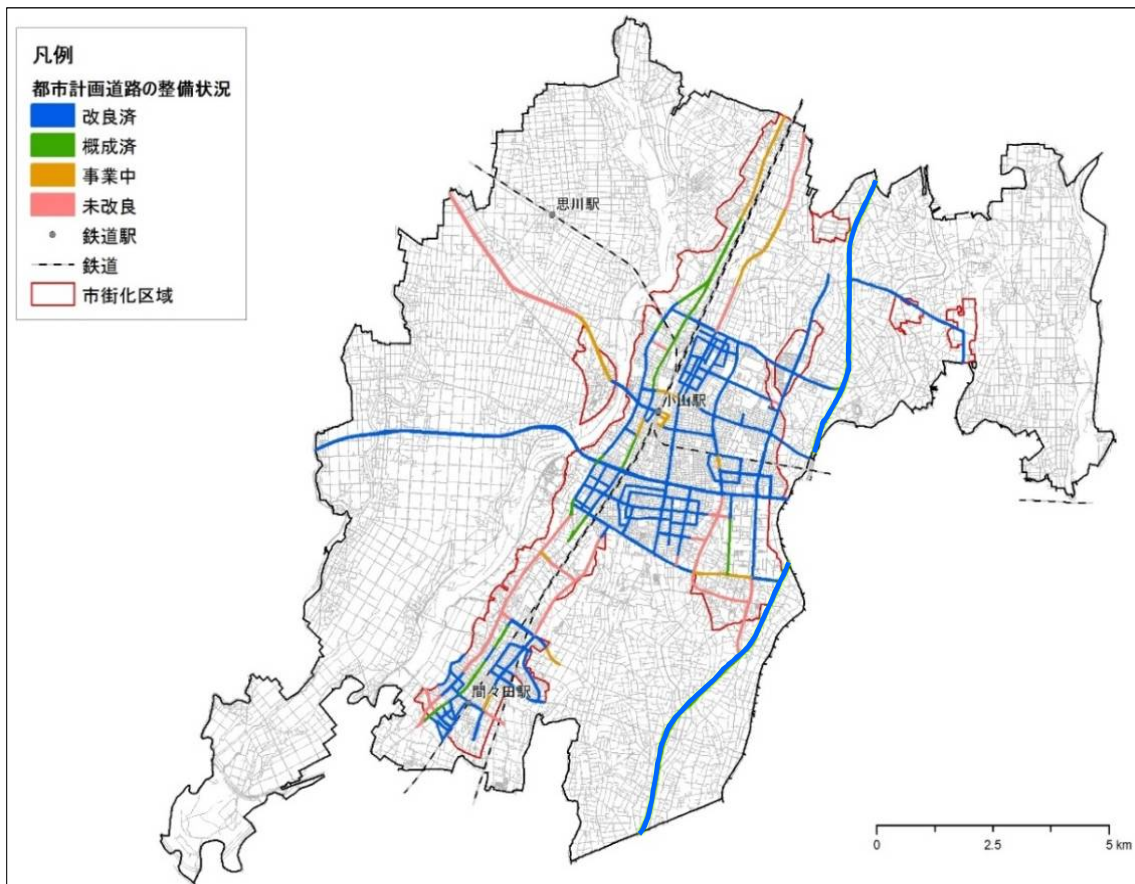 凡例
都市計画道路の整備状況
改良済
概成済
事業中
未改良
鉄道駅
鉄道
市街化区域
思川駅
小山駅
間々田駅
0 2.5 5 km